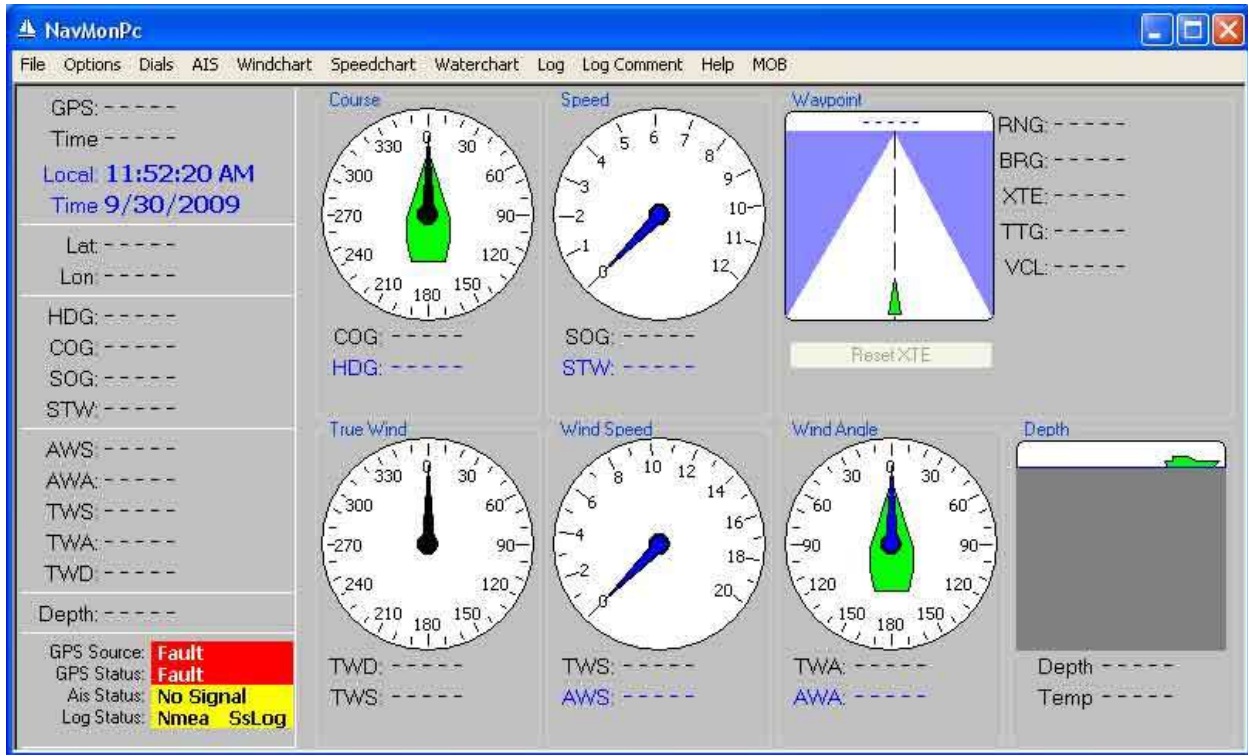 NavMonPc
File Options Dials AIS Windchart Speedchart Waterchart Log Log Comment Help MOB
GPS: -----
Time -----
Local: 11:52:20 AM
Time 9/30/2009
Lat: -----
Lon: -----
HDG: -----
COG: -----
SOG: -----
STW: -----
AWS: -----
AWA: -----
TWS: -----
TWA: -----
TWD: -----
Depth: -----
GPS Source: Fault
GPS Status: Fault
Ais Status: No Signal
Log Status: Nmea SsLog
Course
0 30 60 90 120 150 180 210 240 270 300 330
COG: -----
HDG: -----
Speed
0 1 2 3 4 5 6 7 8 9 10 11 12
SOG: -----
STW: -----
Waypoint
-----
RNG: -----
BRG: -----
XTE: -----
TTG: -----
VCL: -----
Reset XTE
True Wind
0 30 60 90 120 150 180 210 240 270 300 330
TWD: -----
TWS: -----
Wind Speed
0 2 4 6 8 10 12 14 16 18 20
TWS: -----
AWS: -----
Wind Angle
0 30 60 90 120 150 180 150 120 90 60 30
TWA: -----
AWA: -----
Depth
Depth -----
Temp -----